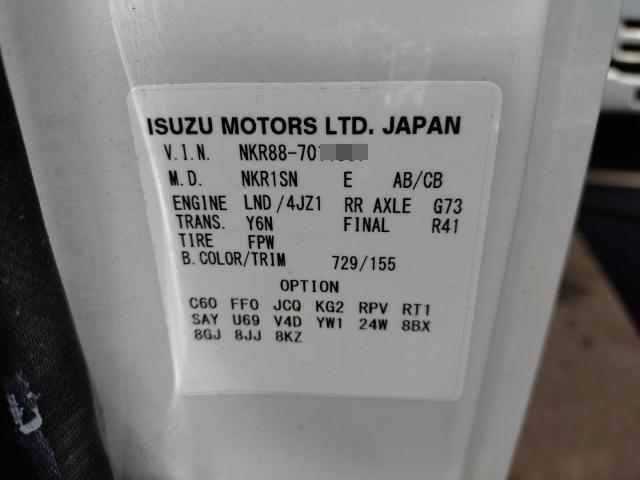 ISUZU MOTORS LTD. JAPAN
V.I.N. NKR88-701
M.D. NKR1SN E AB/CB
ENGINE LND/4JZ1 RR AXLE G73
TRANS. Y6N FINAL R41
TIRE FPW
B.COLOR/TRIM 729/155
OPTION
C60 FF0 JCQ KG2 RPV RT1
SAY U69 V4D YW1 24W 8BX
8GJ 8JJ 8KZ